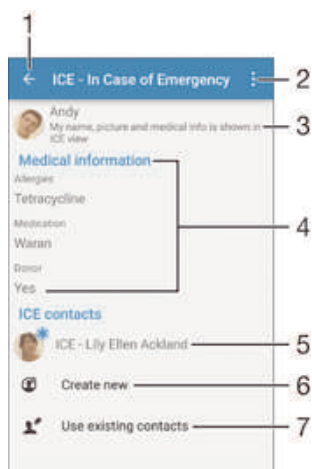 1
ICE - In Case of Emergency
2
Andy
My name, picture and medical info is shown in
ICE view
3
Medical information
Allergies
Tetracycline
4
Medication
Waran
Donor
Yes
ICE contacts
ICE - Lily Ellen Ackland
5
Create new
6
Use existing contacts
7